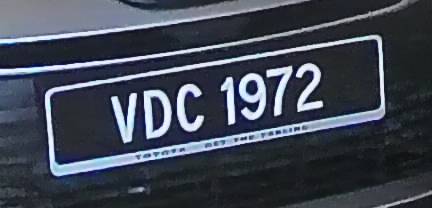 VDC 1972
TOYOTA GET THE FEELING